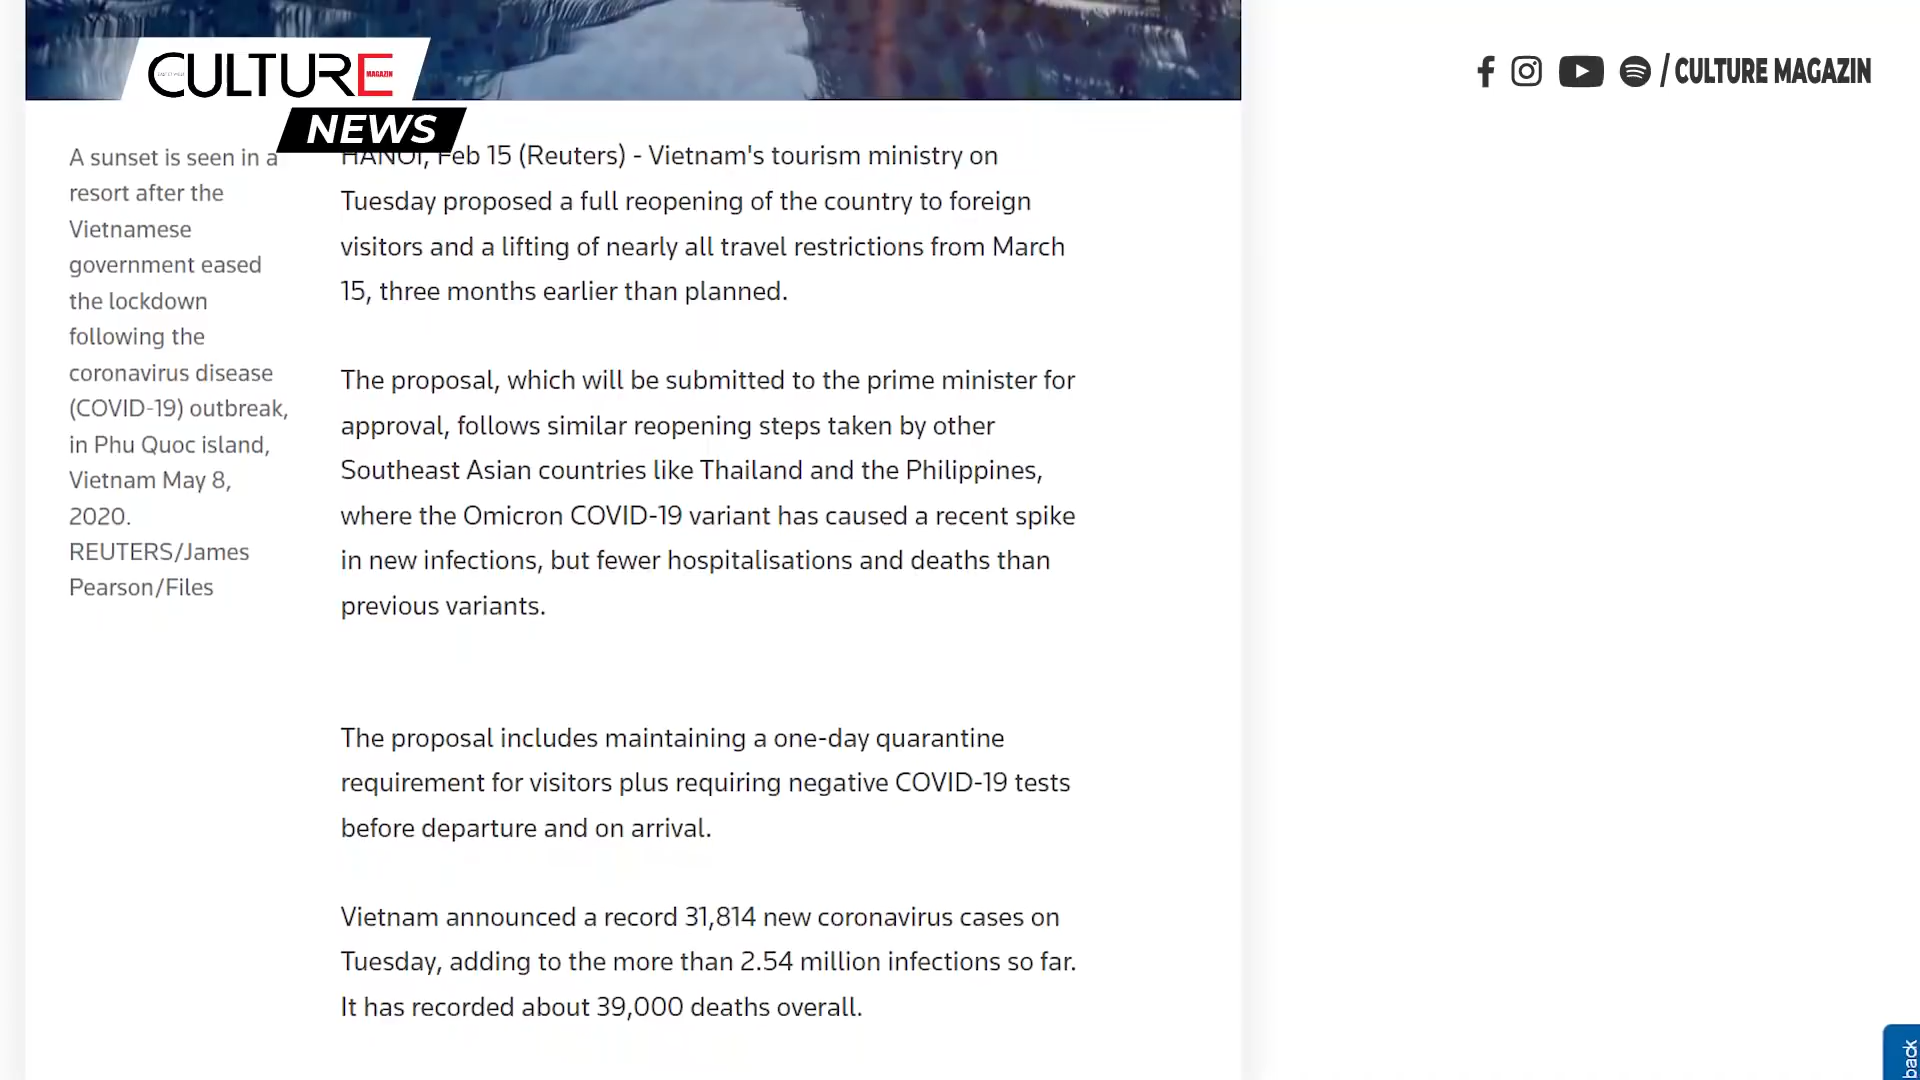 CULTURE
MAGAZIN
NEWS
/ CULTURE MAGAZIN
A sunset is seen in a
resort after the
Vietnamese
government eased
the lockdown
following the
coronavirus disease
(COVID-19) outbreak,
in Phu Quoc island,
Vietnam May 8,
2020.
REUTERS/James
Pearson/Files
HANOI, Feb 15 (Reuters) - Vietnam's tourism ministry on
Tuesday proposed a full reopening of the country to foreign
visitors and a lifting of nearly all travel restrictions from March
15, three months earlier than planned.
The proposal, which will be submitted to the prime minister for
approval, follows similar reopening steps taken by other
Southeast Asian countries like Thailand and the Philippines,
where the Omicron COVID-19 variant has caused a recent spike
in new infections, but fewer hospitalisations and deaths than
previous variants.
The proposal includes maintaining a one-day quarantine
requirement for visitors plus requiring negative COVID-19 tests
before departure and on arrival.
Vietnam announced a record 31,814 new coronavirus cases on
Tuesday, adding to the more than 2.54 million infections so far.
It has recorded about 39,000 deaths overall.
back